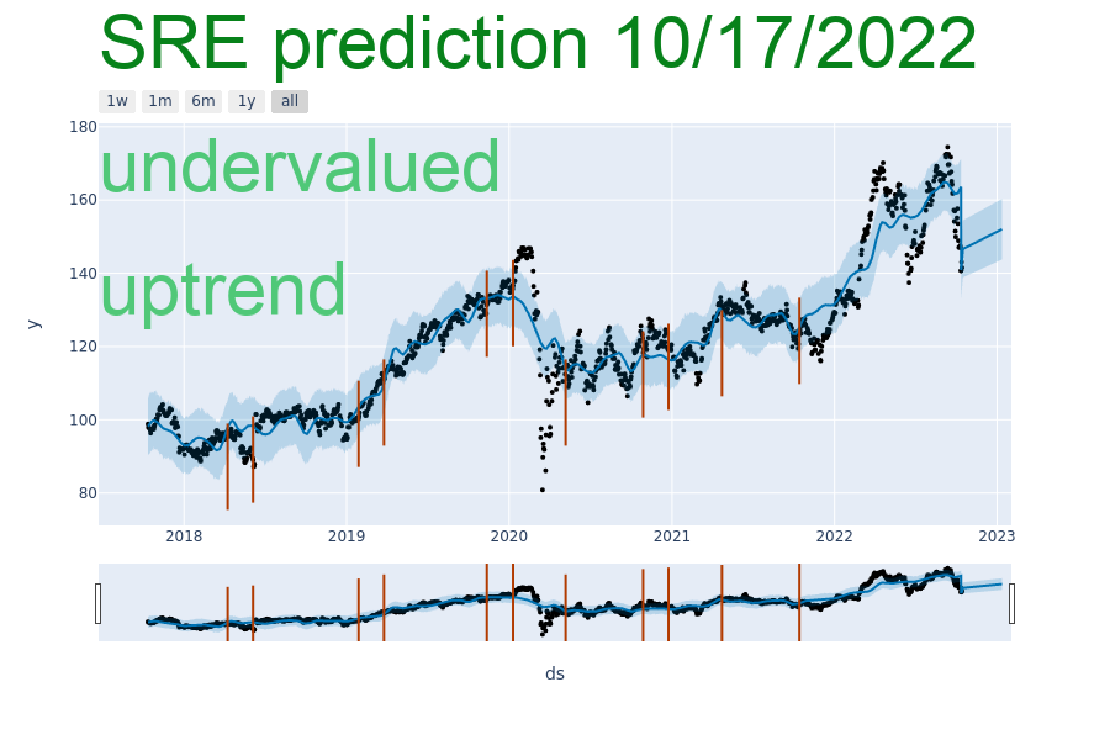 SRE prediction 10/17/2022
1w 1m 6m 1y all
180
undervalued
160
140
uptrend
120
100
80
y
2018 2019 2020 2021 2022 2023
ds